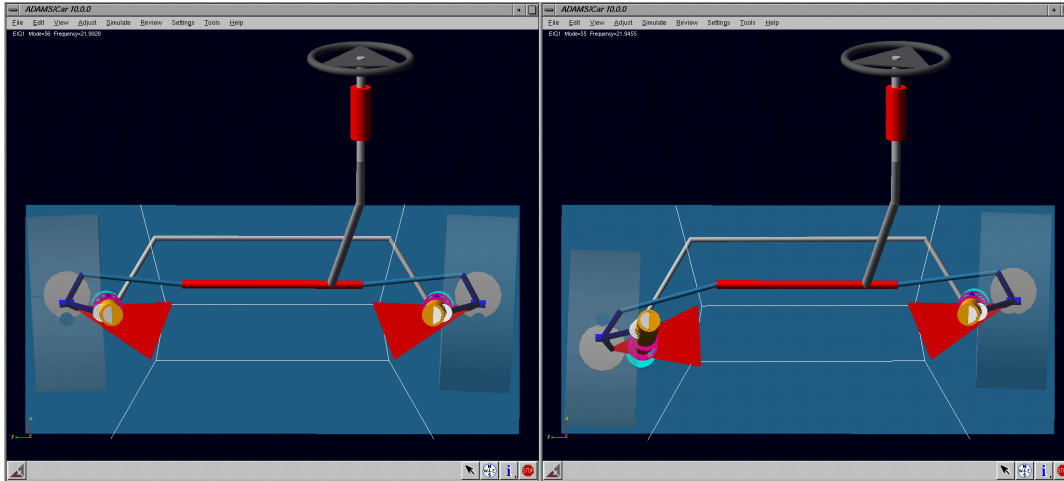 ADAMS/Car 10.0.0
File Edit View Adjust Simulate Review Settings Tools Help
EIG1 Mode=56 Frequency=21.9928
x
y z
i
STOP
ADAMS/Car 10.0.0
File Edit View Adjust Simulate Review Settings Tools Help
EIG1 Mode=55 Frequency=21.9455
x
y z
i
STOP